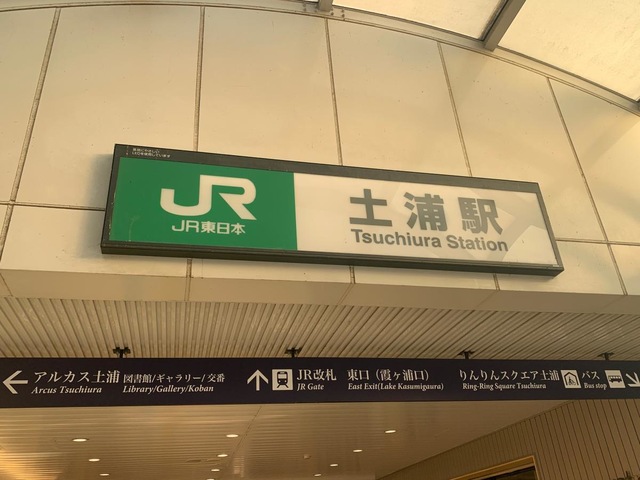 JR
JR東日本
土浦駅
Tsuchiura Station
アルカス土浦 図書館/ギャラリー/交番
Arcus Tsuchiura Library/Gallery/Koban
JR改札 東口（霞ヶ浦口）
JR Gate East Exit(Lake Kasumigaura)
りんりんスクエア土浦 バス
Ring-Ring Square Tsuchiura Bus stop